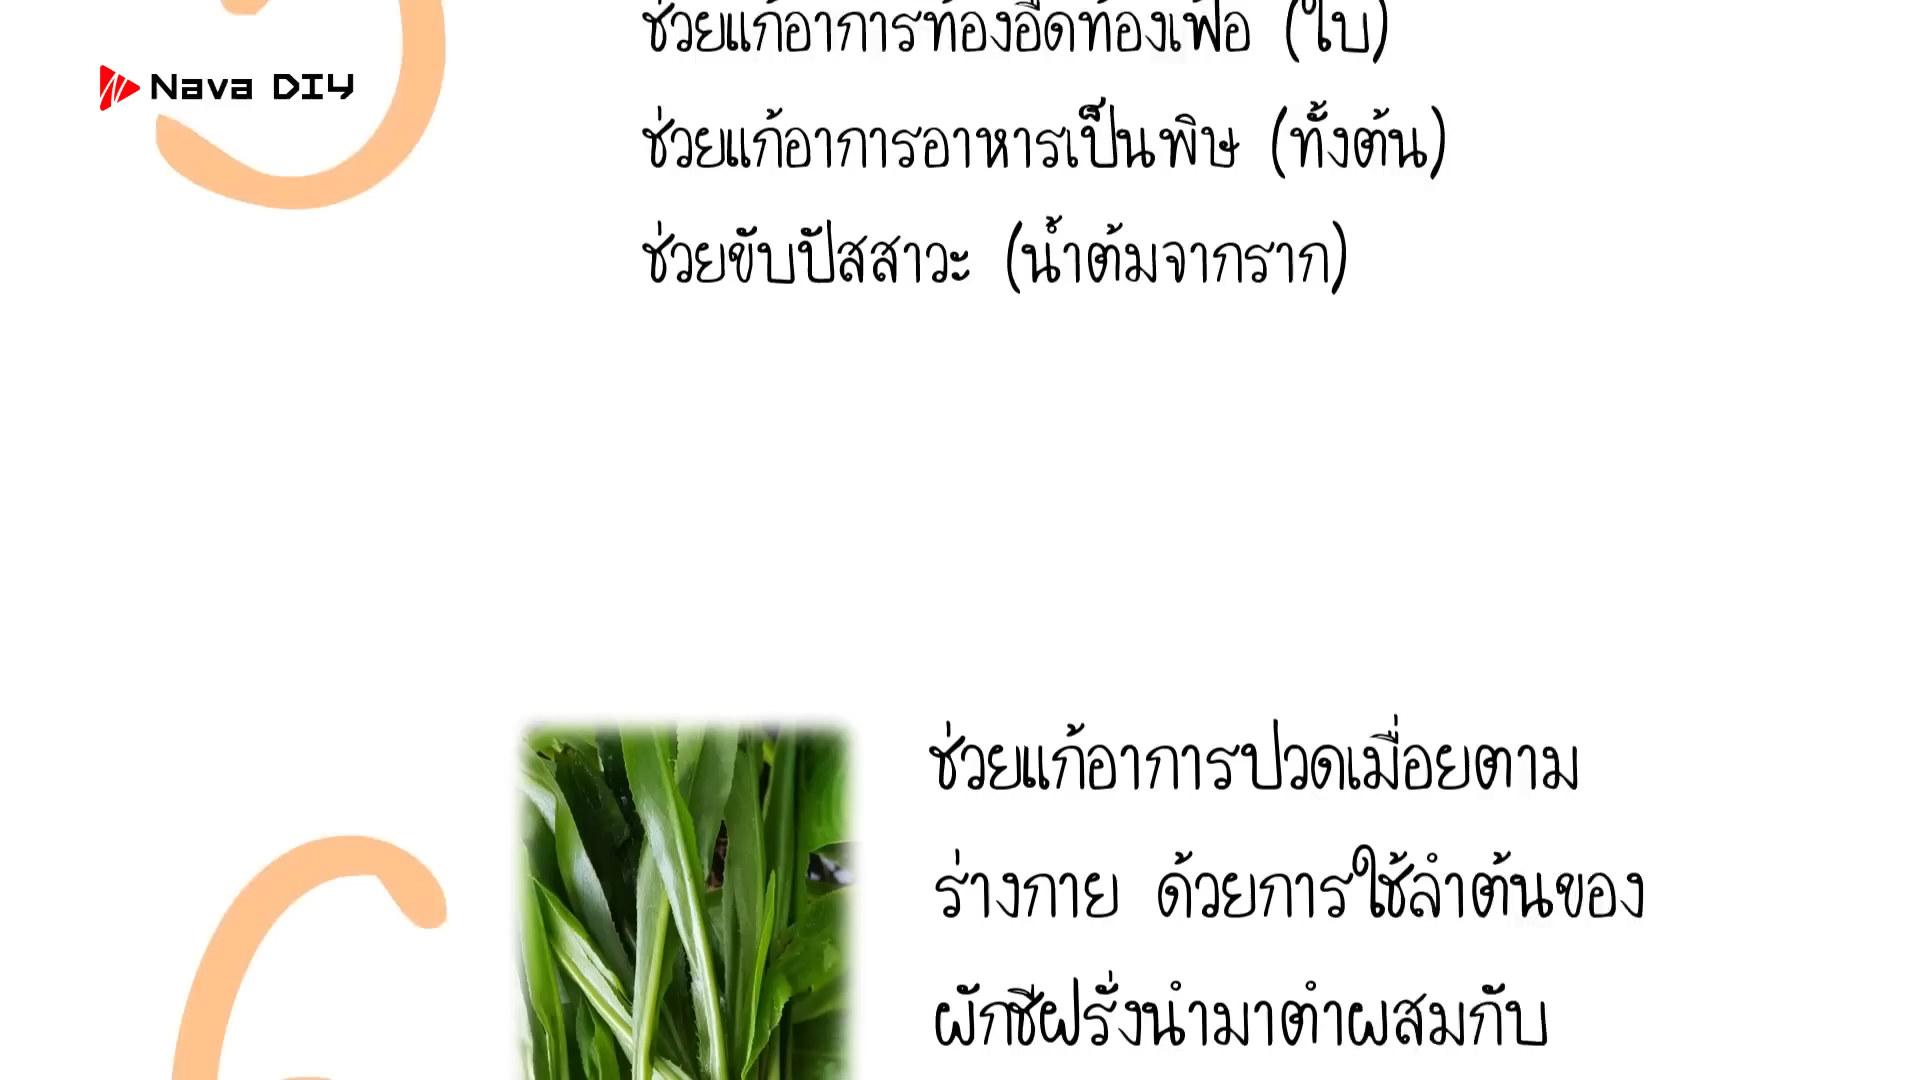 ช่วยแก้อาการท้องอืดท้องเฟ้อ (ใบ)
Nava DIY
ช่วยแก้อาการอาหารเป็นพิษ (ทั้งต้น)
ช่วยขับปัสสาวะ (น้ำต้มจากราก)
ช่วยแก้อาการปวดเมื่อยตาม
ร่างกาย ด้วยการใช้ลำต้นของ
ผักชีฝรั่งนำมาตำผสมกับ